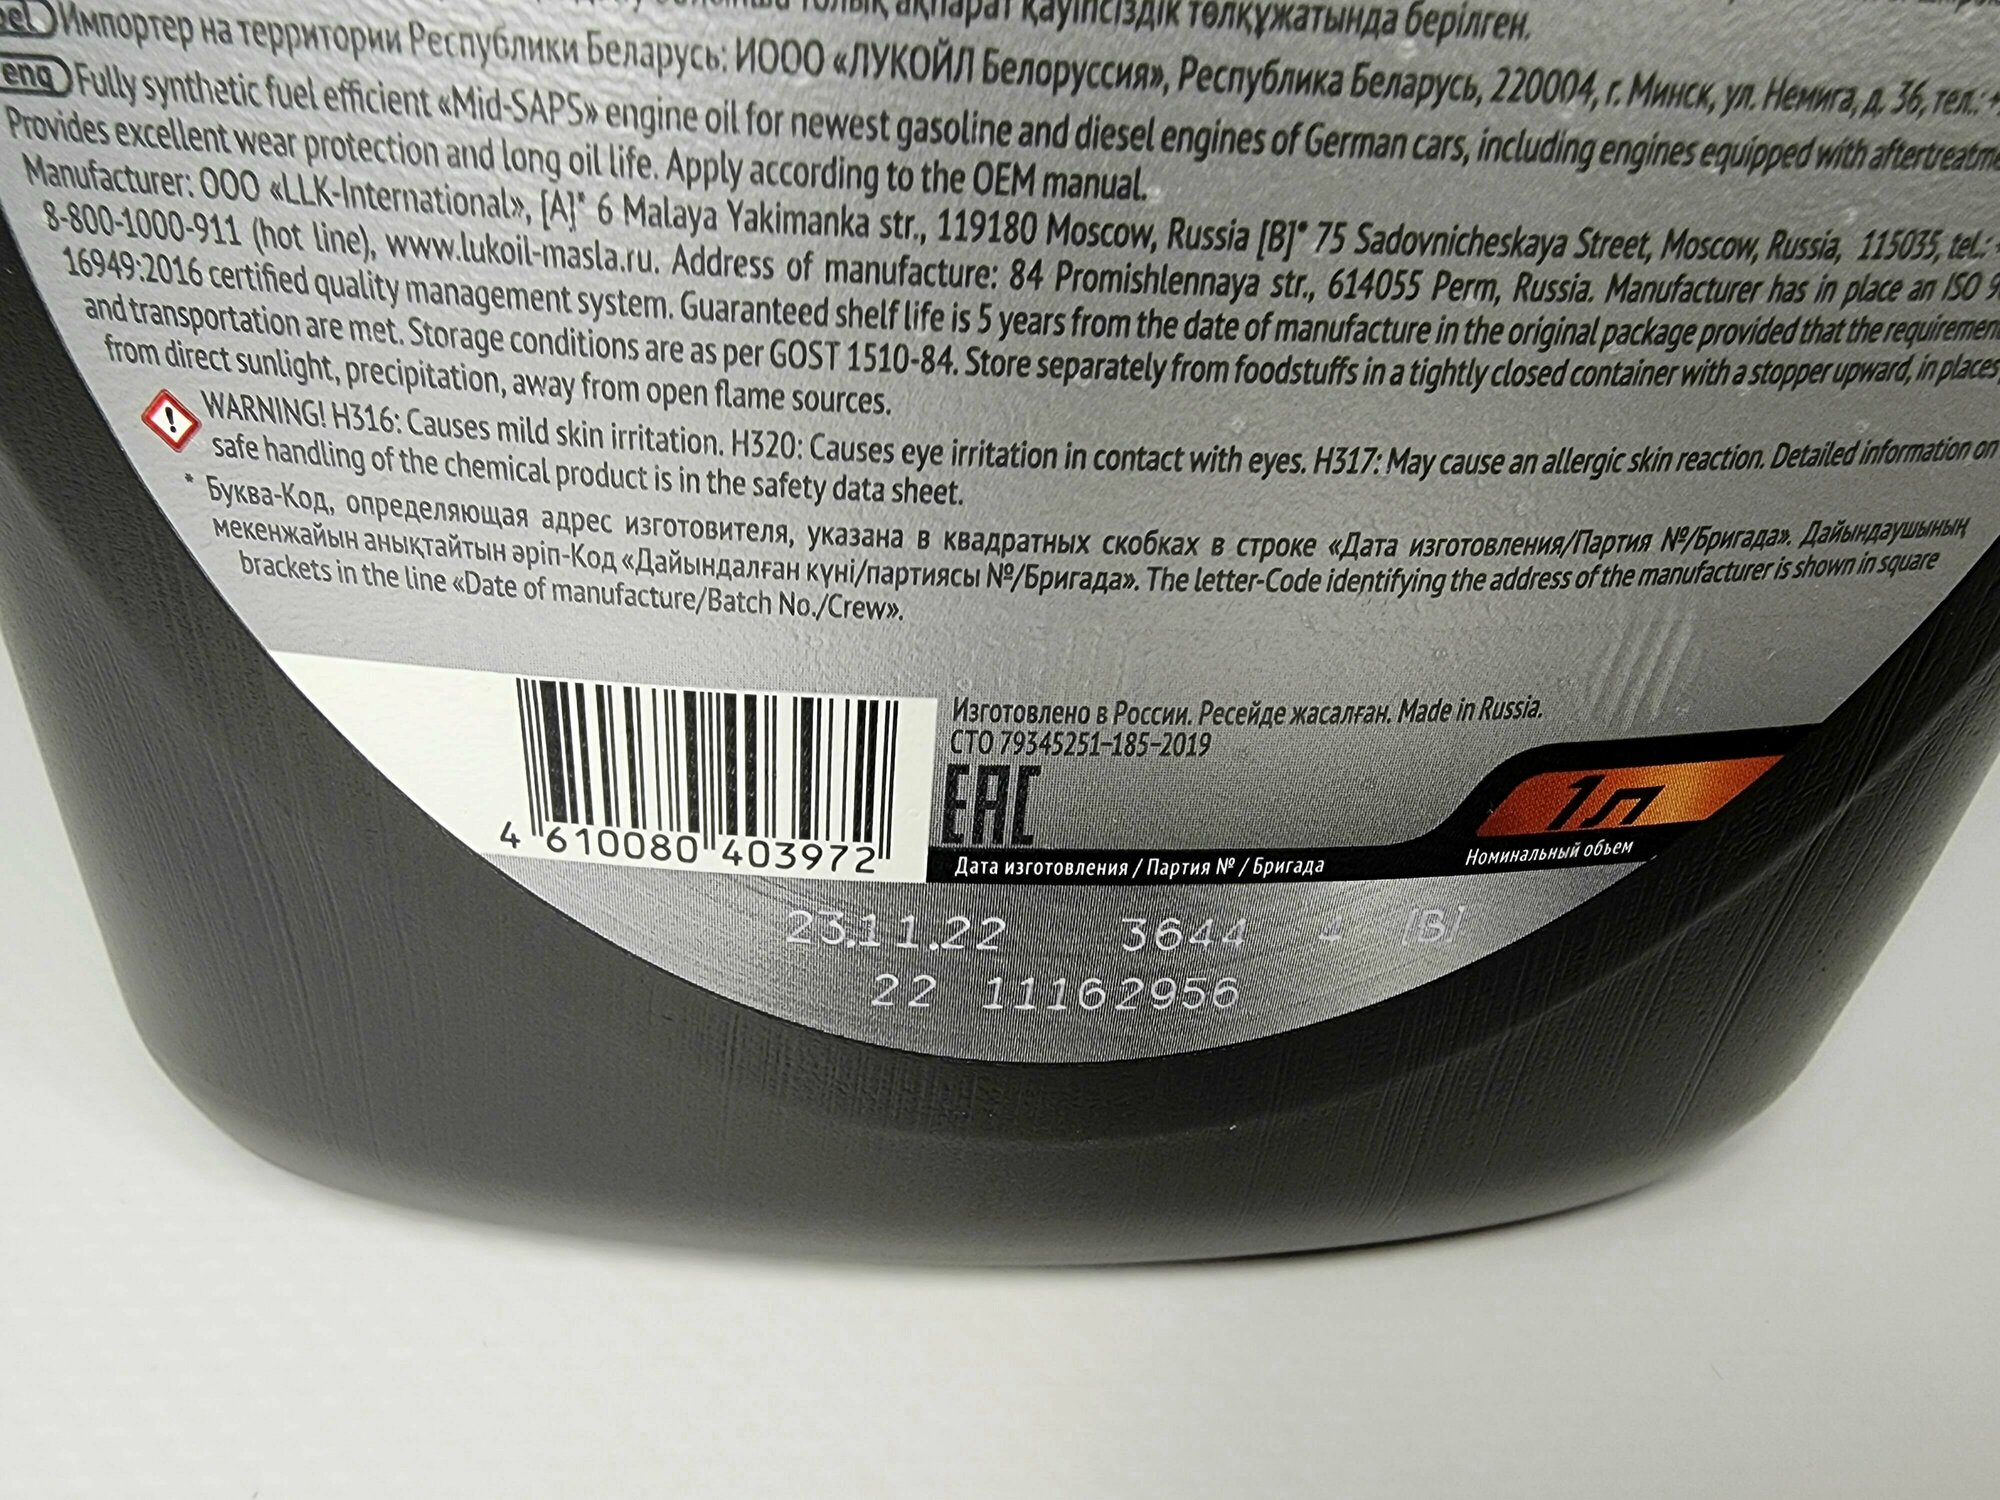 ақпарат қауіпсіздік төлқұжатында берілген.
bel Импортер на территории Республики Беларусь: ИООО «ЛУКОЙЛ Белоруссия», Республика Беларусь, 220004, г. Минск, ул. Немига, д. 36, тел.:
eng Fully synthetic fuel efficient «Mid-SAPS» engine oil for newest gasoline and diesel engines of German cars, including engines equipped with
Provides excellent wear protection and long oil life. Apply according to the OEM manual.
Manufacturer: ООО «LLK-International», [A]* 6 Malaya Yakimanka str., 119180 Moscow, Russia [B]* 75 Sadovnicheskaya Street, Moscow, Russia, 115035, tel.:
8-800-1000-911 (hot line), www.lukoil-masla.ru. Address of manufacture: 84 Promishlennaya str., 614055 Perm, Russia. Manufacturer has in place an ISO
16949:2016 certified quality management system. Guaranteed shelf life is 5 years from the date of manufacture in the original package provided that the
and transportation are met. Storage conditions are as per GOST 1510-84. Store separately from foodstuffs in a tightly closed container with a stopper upward, in places
from direct sunlight, precipitation, away from open flame sources.
WARNING! H316: Causes mild skin irritation. H320: Causes eye irritation in contact with eyes. H317: May cause an allergic skin reaction. Detailed information on
safe handling of the chemical product is in the safety data sheet.
* Буква-Код, определяющая адрес изготовителя, указана в квадратных скобках в строке «Дата изготовления/Партия №/Бригада». Дайындаушының
мекенжайын анықтайтын әріп-Код «Дайындалған күні/партиясы №/Бригада». The letter-Code identifying the address of the manufacturer is shown in square
brackets in the line «Date of manufacture/Batch No./Crew».
Изготовлено в России. Ресейде жасалған. Made in Russia.
СТО 79345251–185–2019
EAC
1л
4 610080 403972
Дата изготовления / Партия № / Бригада
Номинальный объем
23.11.22 3644 1 [B]
22 11162956